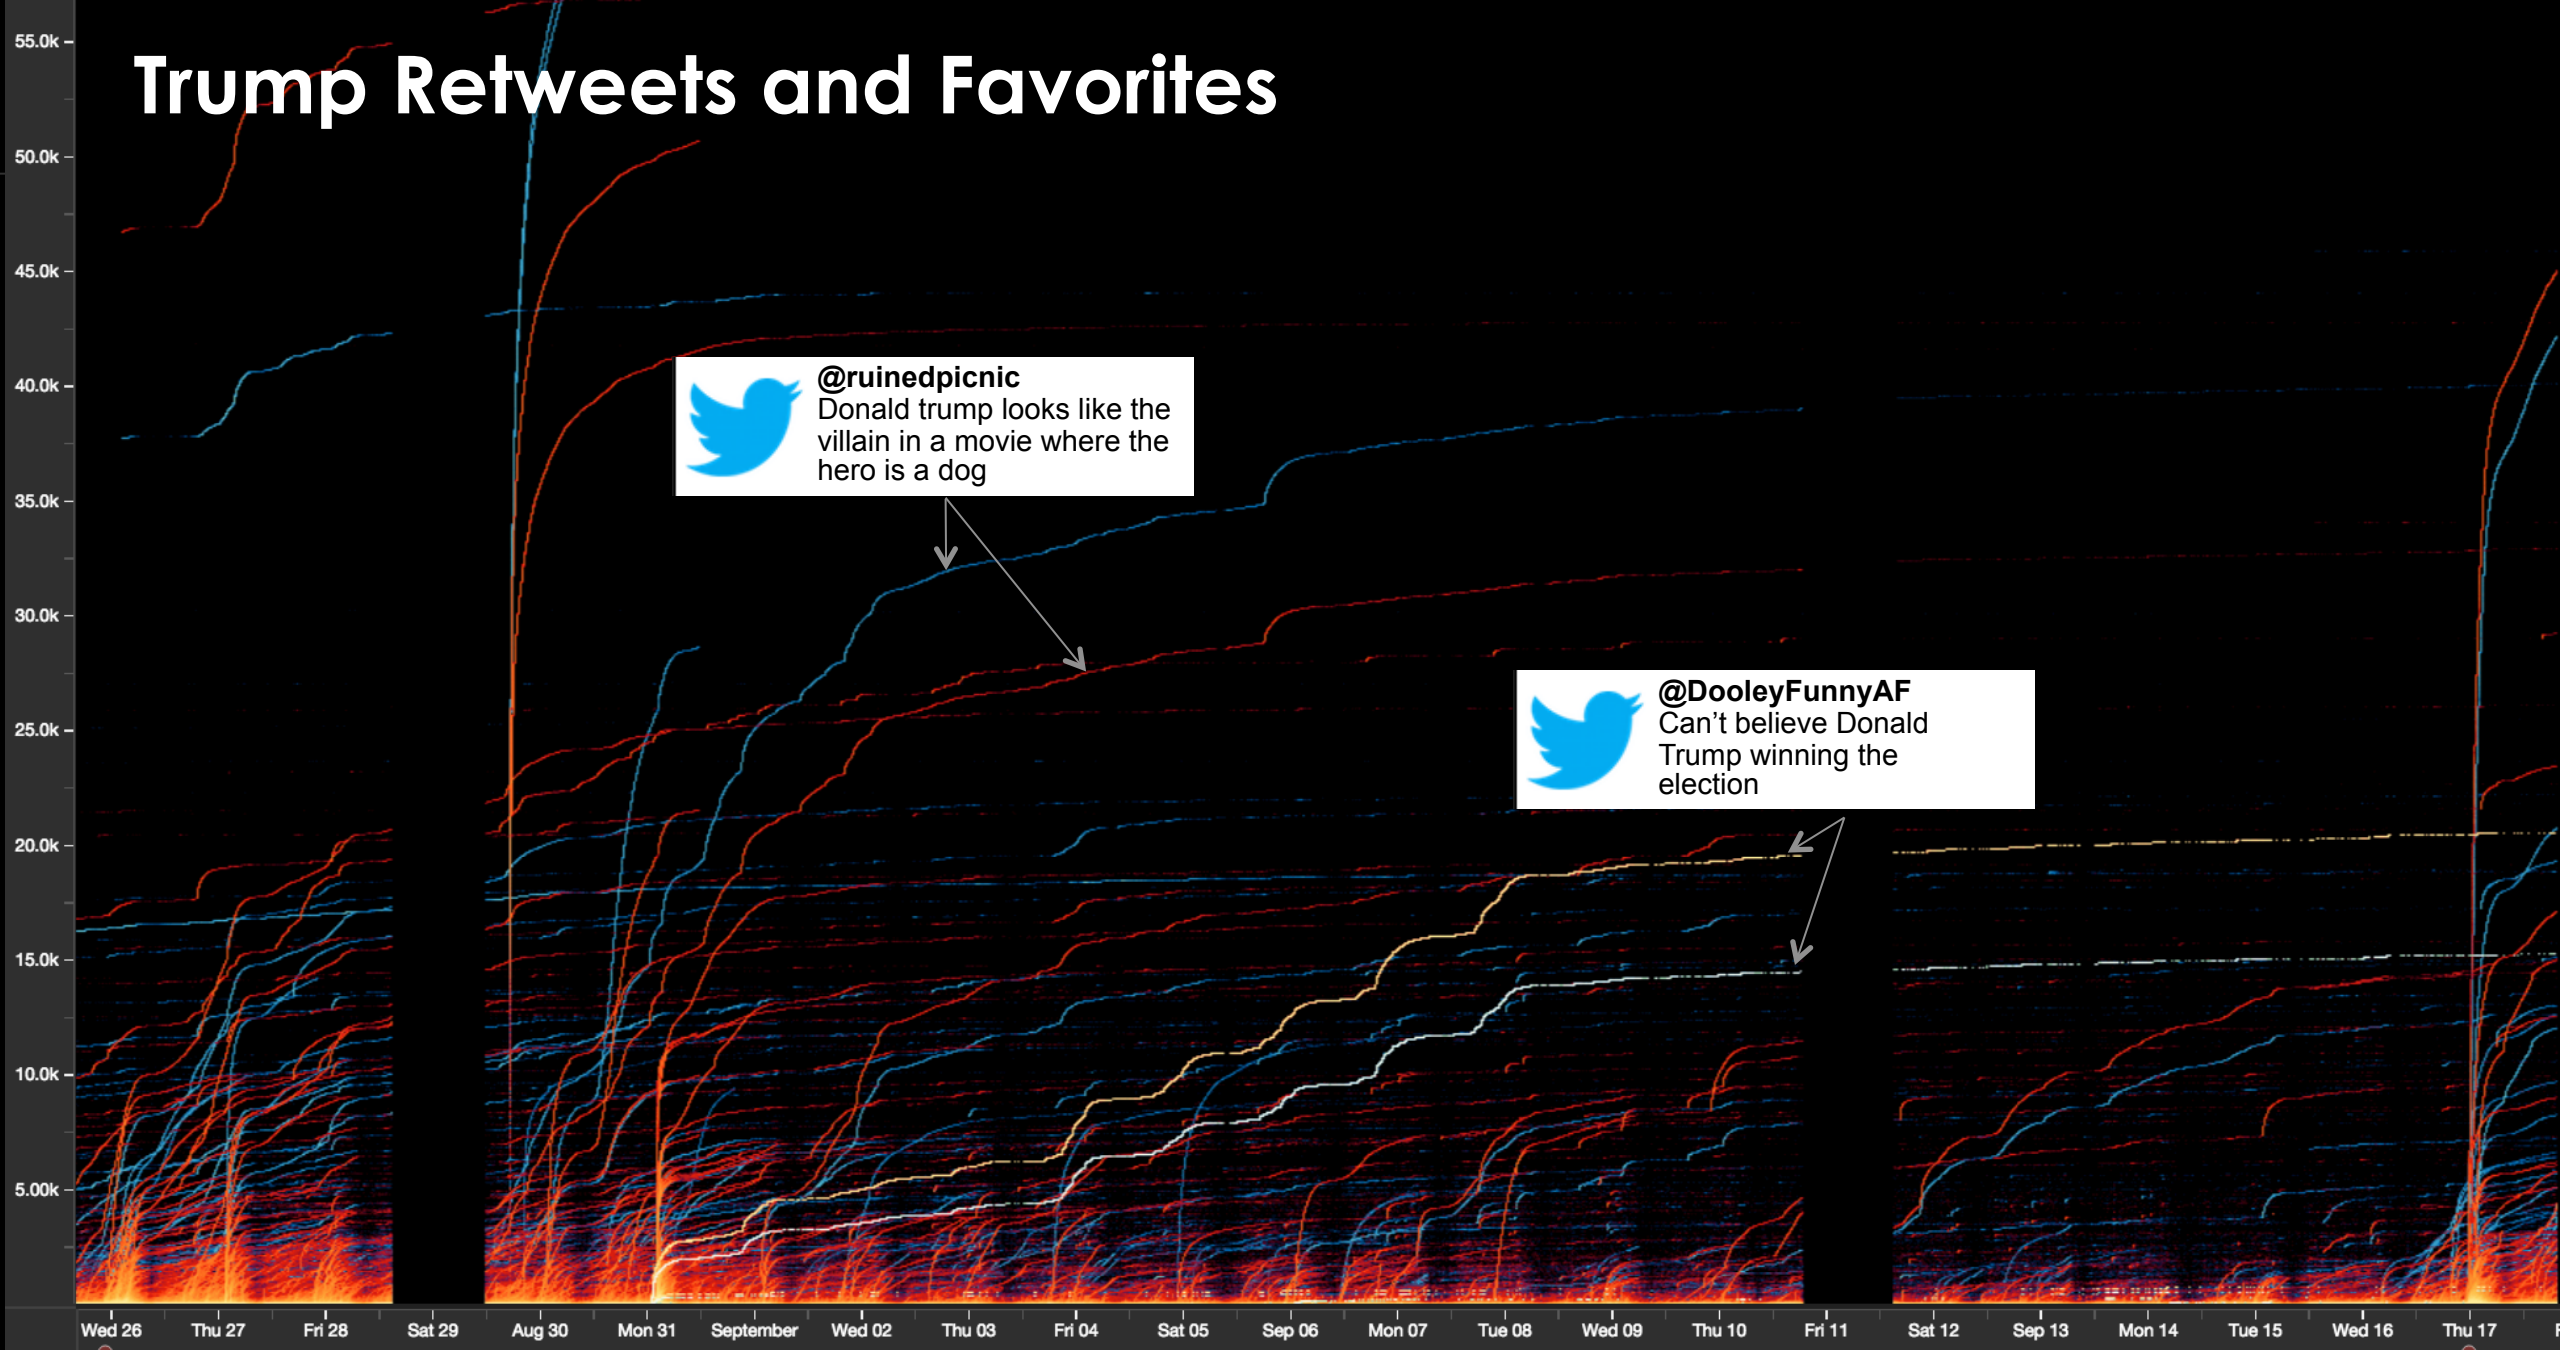 Trump Retweets and Favorites
55.0k
50.0k
45.0k
40.0k
35.0k
30.0k
25.0k
20.0k
15.0k
10.0k
5.00k
@ruinedpicnic
Donald trump looks like the
villain in a movie where the
hero is a dog
@DooleyFunnyAF
Can't believe Donald
Trump winning the
election
Wed 26 Thu 27 Fri 28 Sat 29 Aug 30 Mon 31 September Wed 02 Thu 03 Fri 04 Sat 05 Sep 06 Mon 07 Tue 08 Wed 09 Thu 10 Fri 11 Sat 12 Sep 13 Mon 14 Tue 15 Wed 16 Thu 17